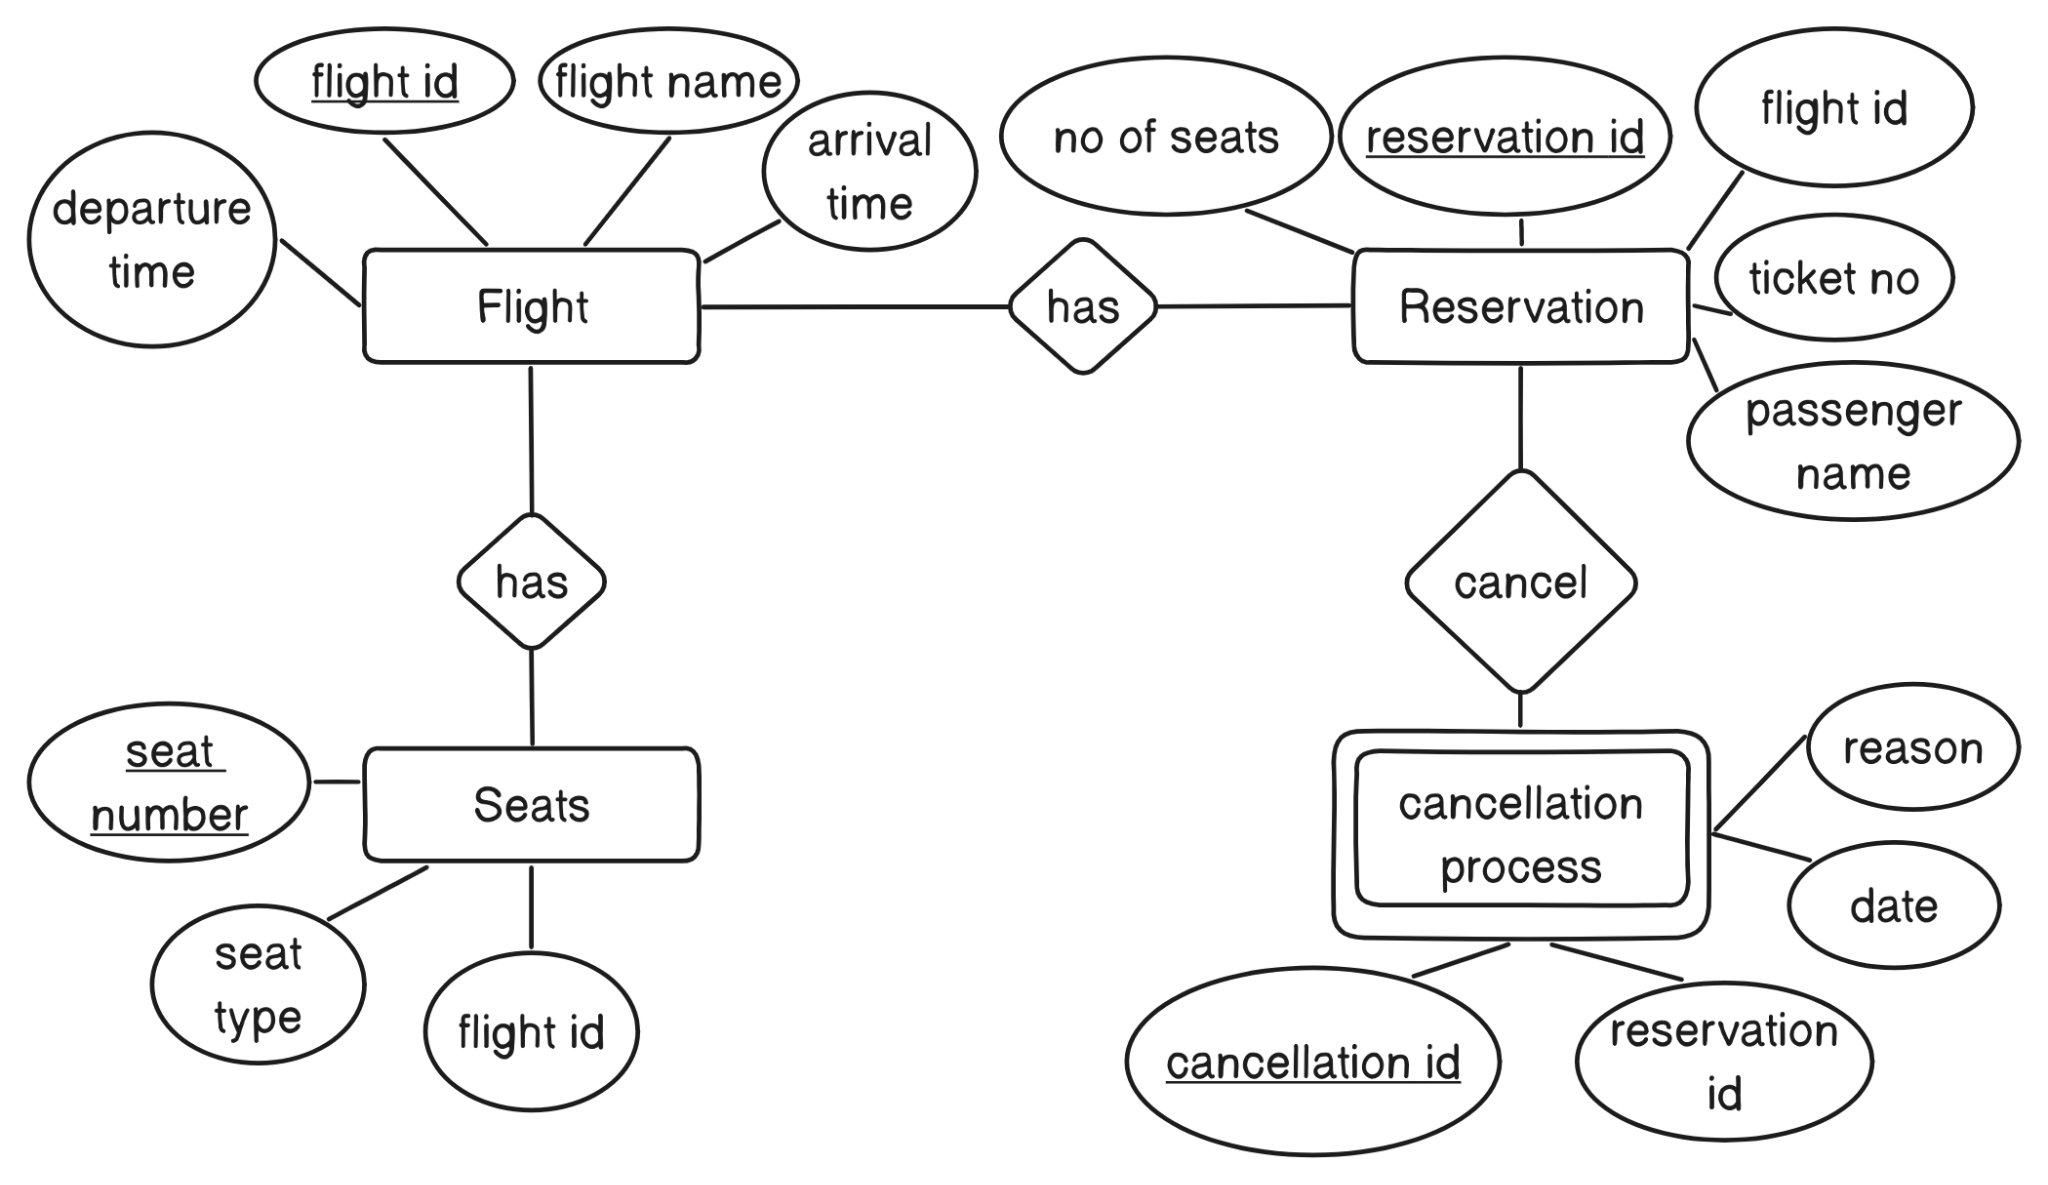 flight id
flight name
arrival
time
departure
time
no of seats
reservation id
flight id
ticket no
passenger
name
Flight
has
Reservation
has
cancel
seat
number
Seats
seat
type
flight id
cancellation
process
reason
date
cancellation id
reservation
id